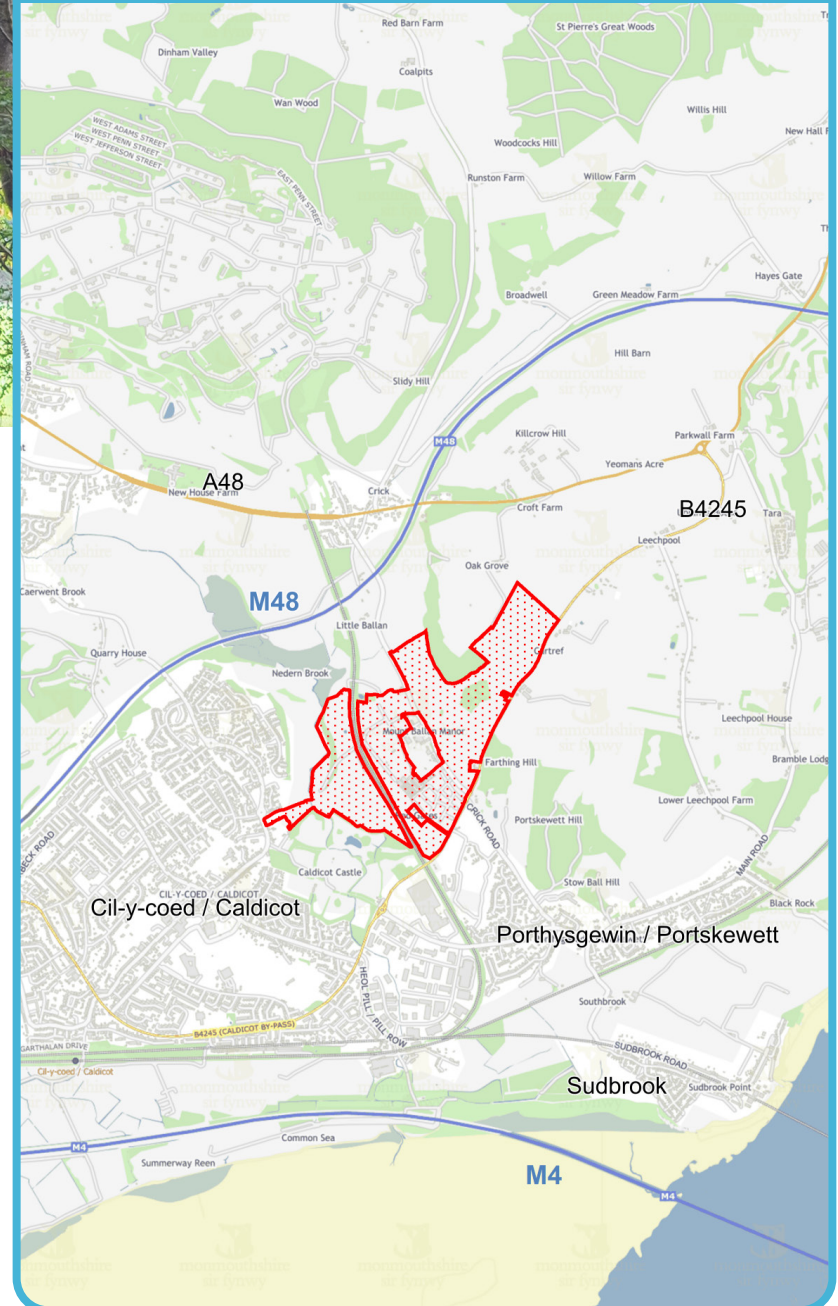 Red Barn Farm
St Pierre's Great Woods
Dinham Valley
Coalpits
Wan Wood
Willis Hill
WEST ADAMS STREET
WEST PENN STREET
WEST JEFFERSON STREET
New Hall F
Woodcocks Hill
Runston Farm
Willow Farm
EAST PENN STREET
monmouthshire
sir fynwy
Hayes Gate
Broadwell
Green Meadow Farm
Hill Barn
Slidy Hill
M48
Killcrow Hill
Parkwall Farm
Yeomans Acre
A48
New House Farm
Crick
Croft Farm
B4245
Tara
Leechpool
Oak Grove
Caerwent Brook
M48
Little Ballan
Quarry House
Nedern Brook
Leechpool House
Mount Ballan Manor
Farthing Hill
Bramble Lodg
Lower Leechpool Farm
CRICK ROAD
Portskewett Hill
MAIN ROAD
Caldicot Castle
Stow Ball Hill
CIL-Y-COED / CALDICOT
Cil-y-coed / Caldicot
Black Rock
Porthysgewin / Portskewett
HEOL PILL / PILL ROW
Southbrook
B4245 (CALDICOT BY-PASS)
GARTHALAN DRIVE
SUDBROOK ROAD
Cil-y-coed / Caldicot
Sudbrook
Sudbrook Point
Common Sea
M4
Summerway Reen
M4
M4